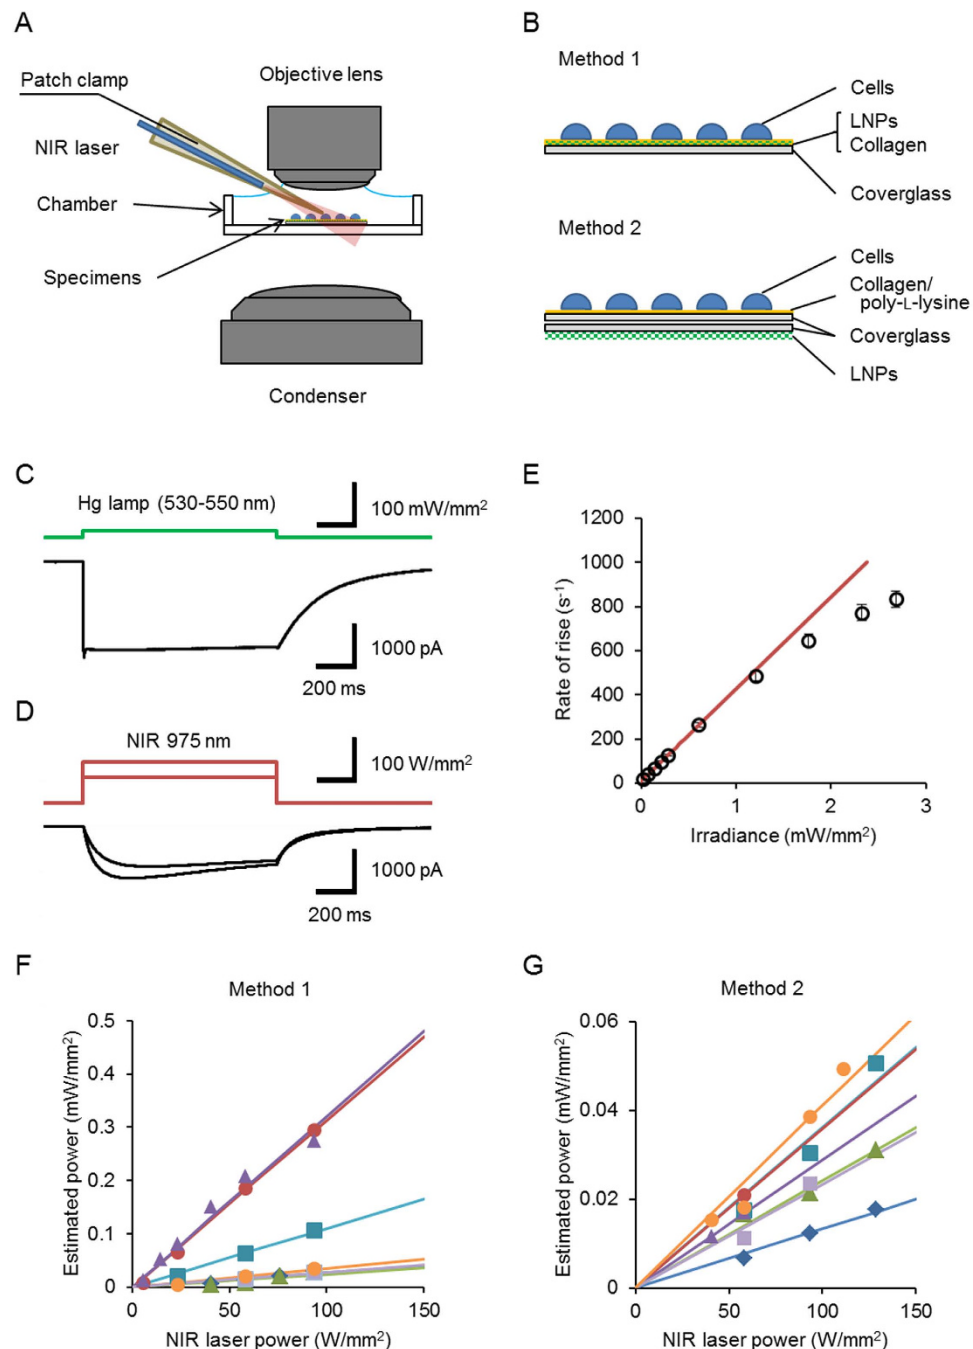 A
Patch clamp
NIR laser
Chamber
Specimens
Objective lens
Condenser
B
Method 1
Cells
LNPs
Collagen
Coverglass
Method 2
Cells
Collagen/
poly-L-lysine
Coverglass
LNPs
C
Hg lamp (530-550 nm)
100 mW/mm²
1000 pA
200 ms
D
NIR 975 nm
100 W/mm²
1000 pA
200 ms
E
Rate of rise (s⁻¹)
1200
1000
800
600
400
200
0
0 1 2 3
Irradiance (mW/mm²)
F
Method 1
Estimated power (mW/mm²)
0.5
0.4
0.3
0.2
0.1
0
0 50 100 150
NIR laser power (W/mm²)
G
Method 2
Estimated power (mW/mm²)
0.06
0.04
0.02
0
0 50 100 150
NIR laser power (W/mm²)